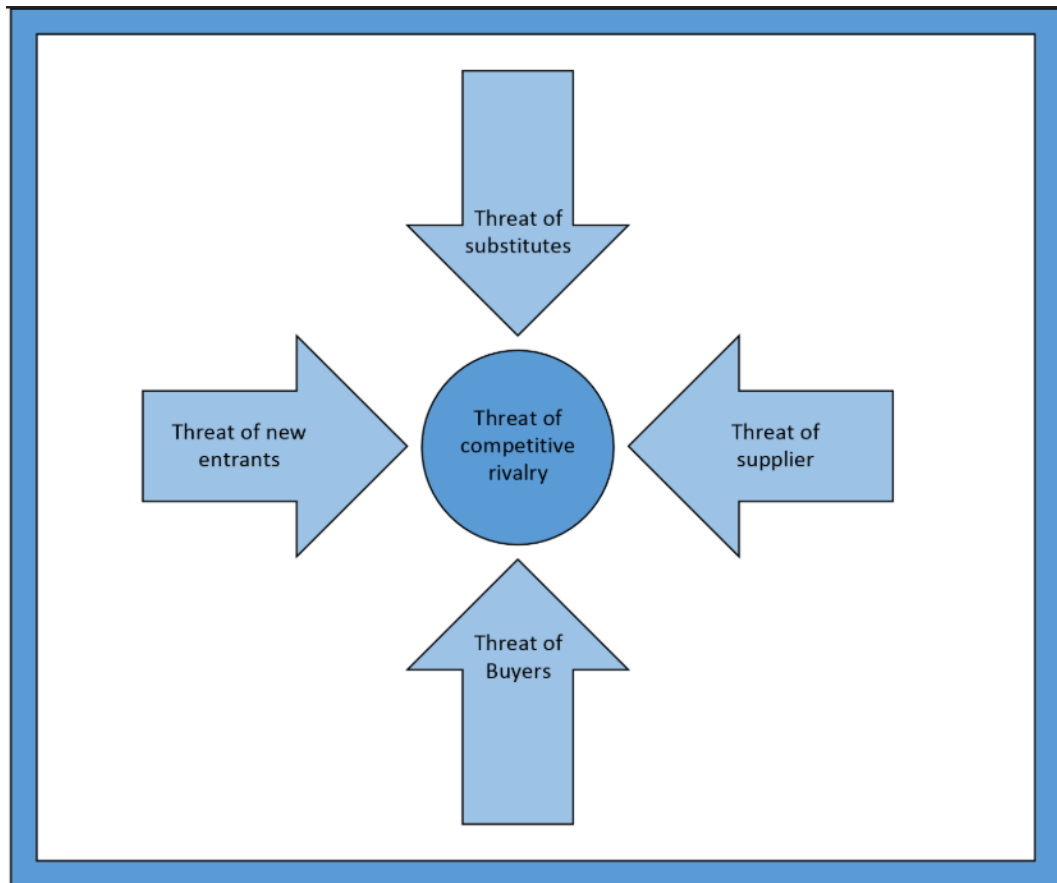 Threat of
substitutes
Threat of new
entrants
Threat of
competitive
rivalry
Threat of
supplier
Threat of
Buyers